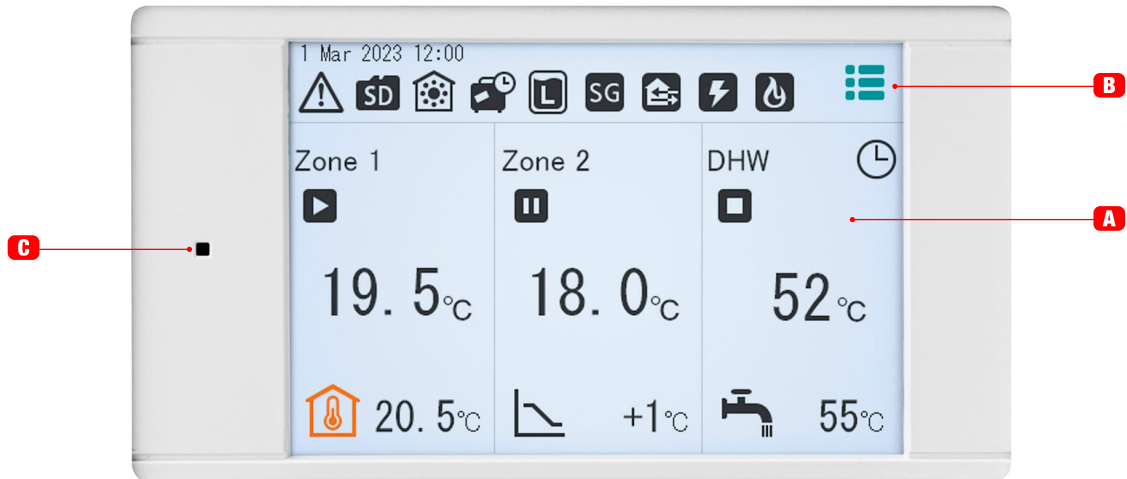 1 Mar 2023 12:00
SD
L
SG
B
Zone 1
Zone 2
DHW
A
C
19.5℃
18.0℃
52℃
20.5℃
+1℃
55℃